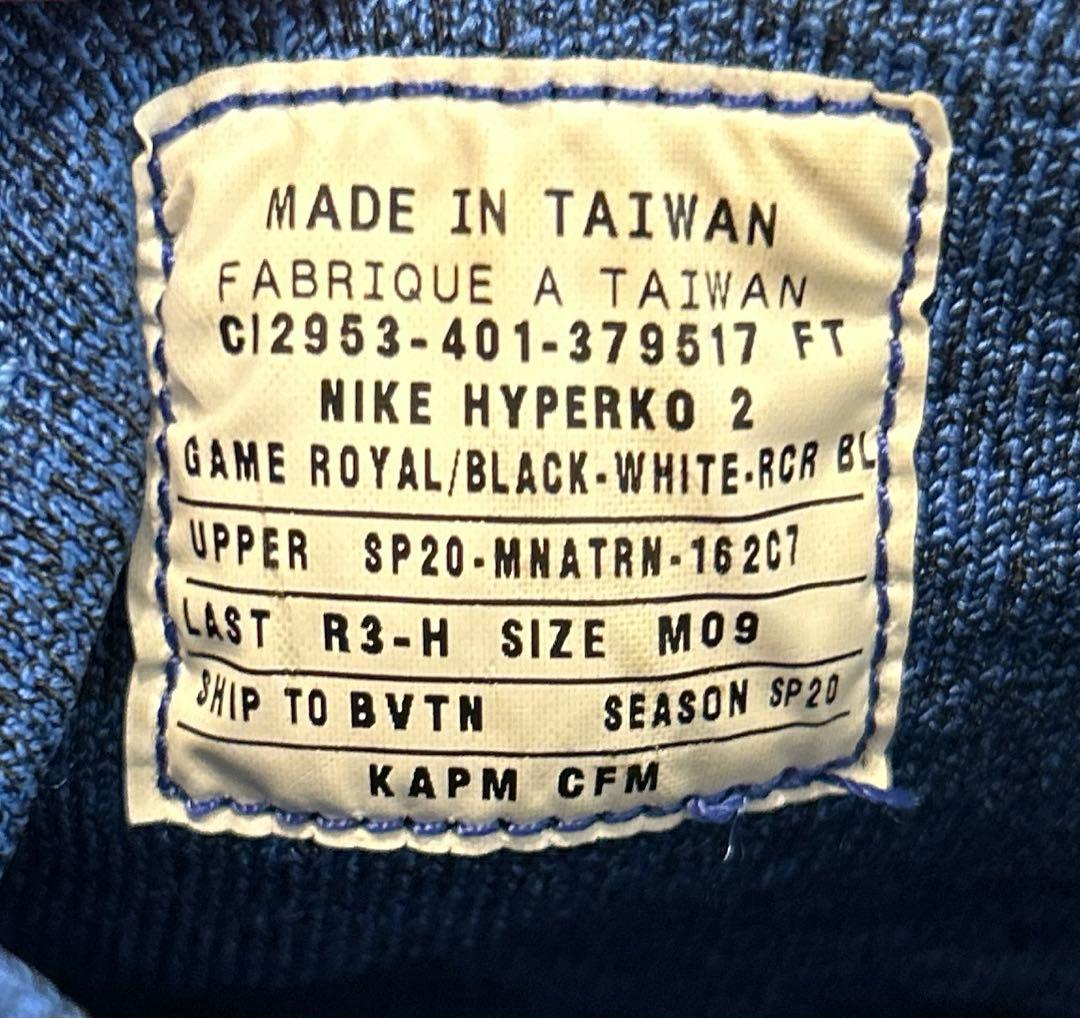 MADE IN TAIWAN
FABRIQUE A TAIWAN
CI2953-401-379517 FT
NIKE HYPERKO 2
GAME ROYAL/BLACK-WHITE-RCR BL
UPPER SP20-MNATRN-162C7
LAST R3-H SIZE M09
SHIP TO BVTN SEASON SP20
KAPM CFM